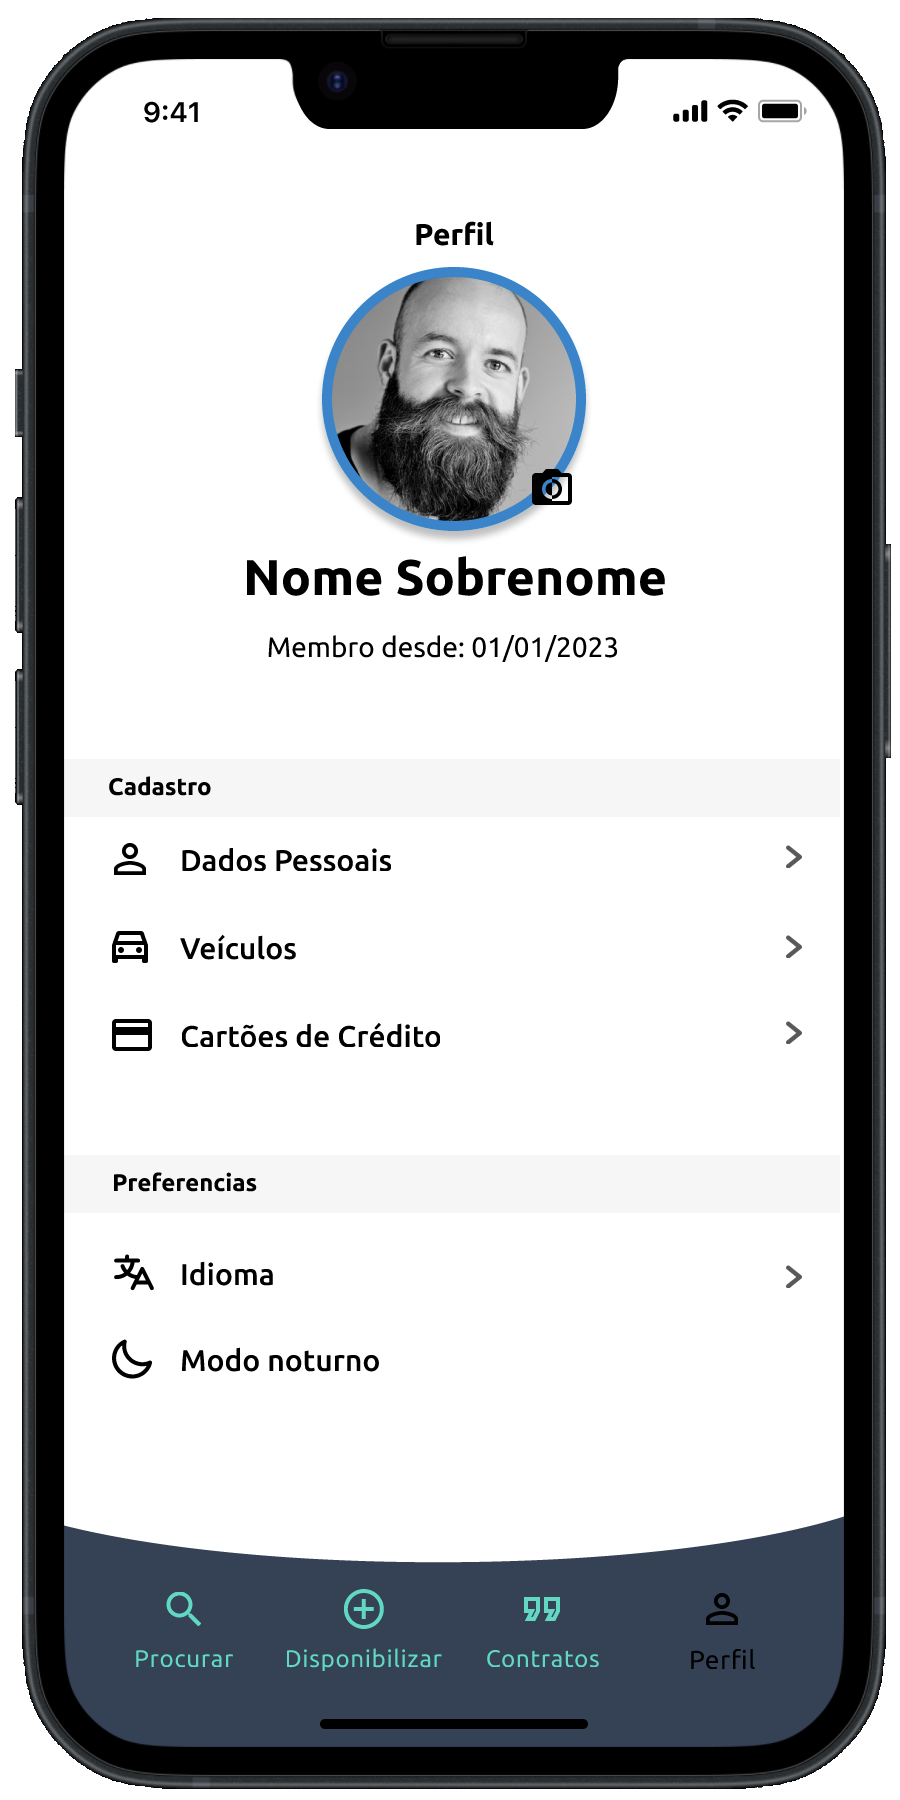 9:41
Perfil
Nome Sobrenome
Membro desde: 01/01/2023
Cadastro
Dados Pessoais
Veículos
Cartões de Crédito
Preferencias
Idioma
Modo noturno
Procurar
Disponibilizar
Contratos
Perfil